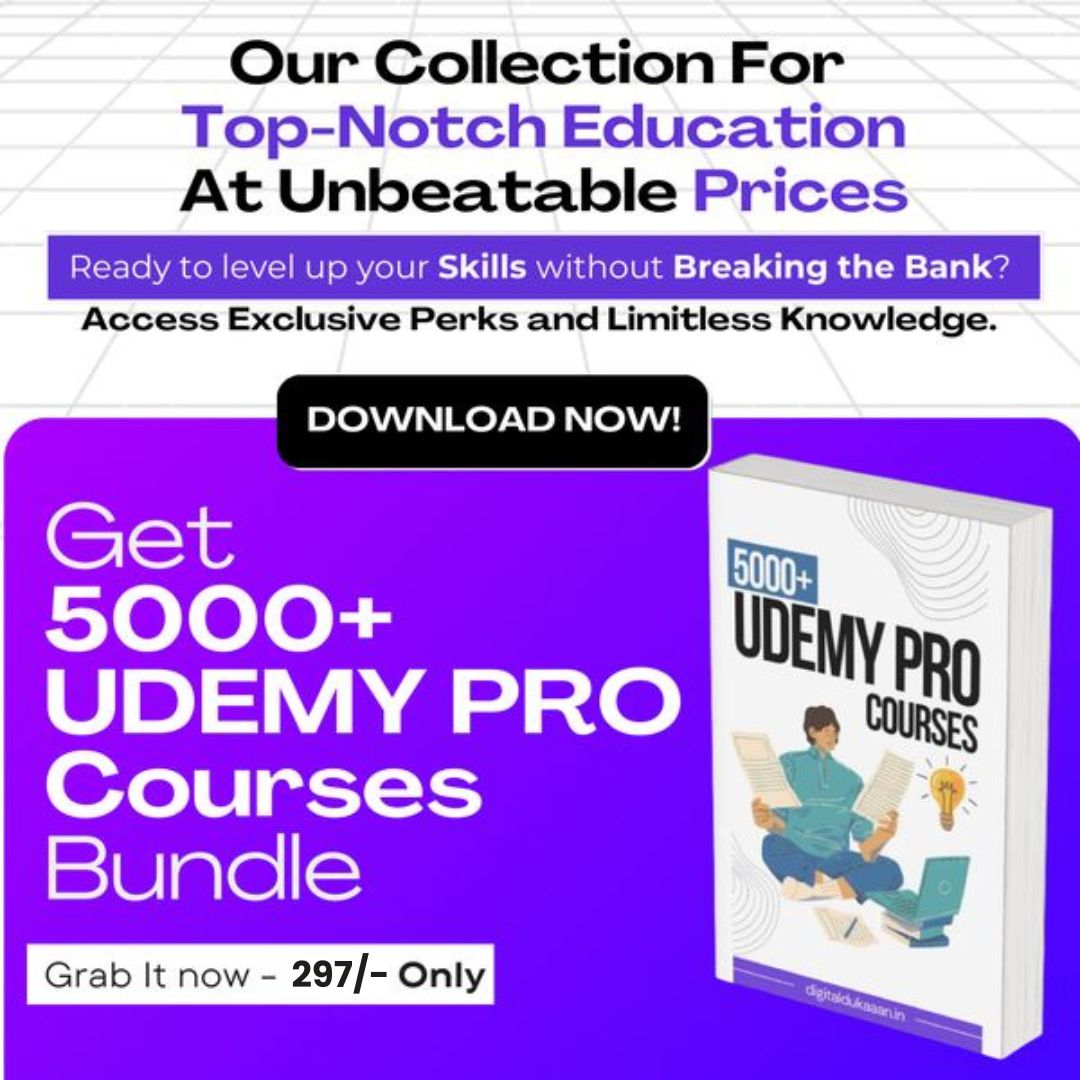 Our Collection For
Top-Notch Education
At Unbeatable Prices
Ready to level up your Skills without Breaking the Bank?
Access Exclusive Perks and Limitless Knowledge.
DOWNLOAD NOW!
Get
5000+
UDEMY PRO
Courses
Bundle
Grab It now - 297/- Only
5000+
UDEMY PRO
COURSES
digitaldukaaan.in